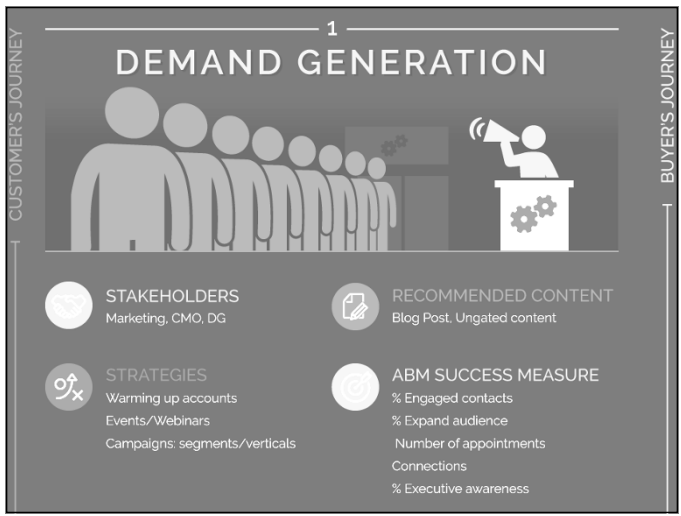 1
DEMAND GENERATION
CUSTOMER'S JOURNEY
BUYER'S JOURNEY
STAKEHOLDERS
Marketing, CMO, DG
RECOMMENDED CONTENT
Blog Post, Ungated content
STRATEGIES
Warming up accounts
Events/Webinars
Campaigns: segments/verticals
ABM SUCCESS MEASURE
% Engaged contacts
% Expand audience
Number of appointments
Connections
% Executive awareness